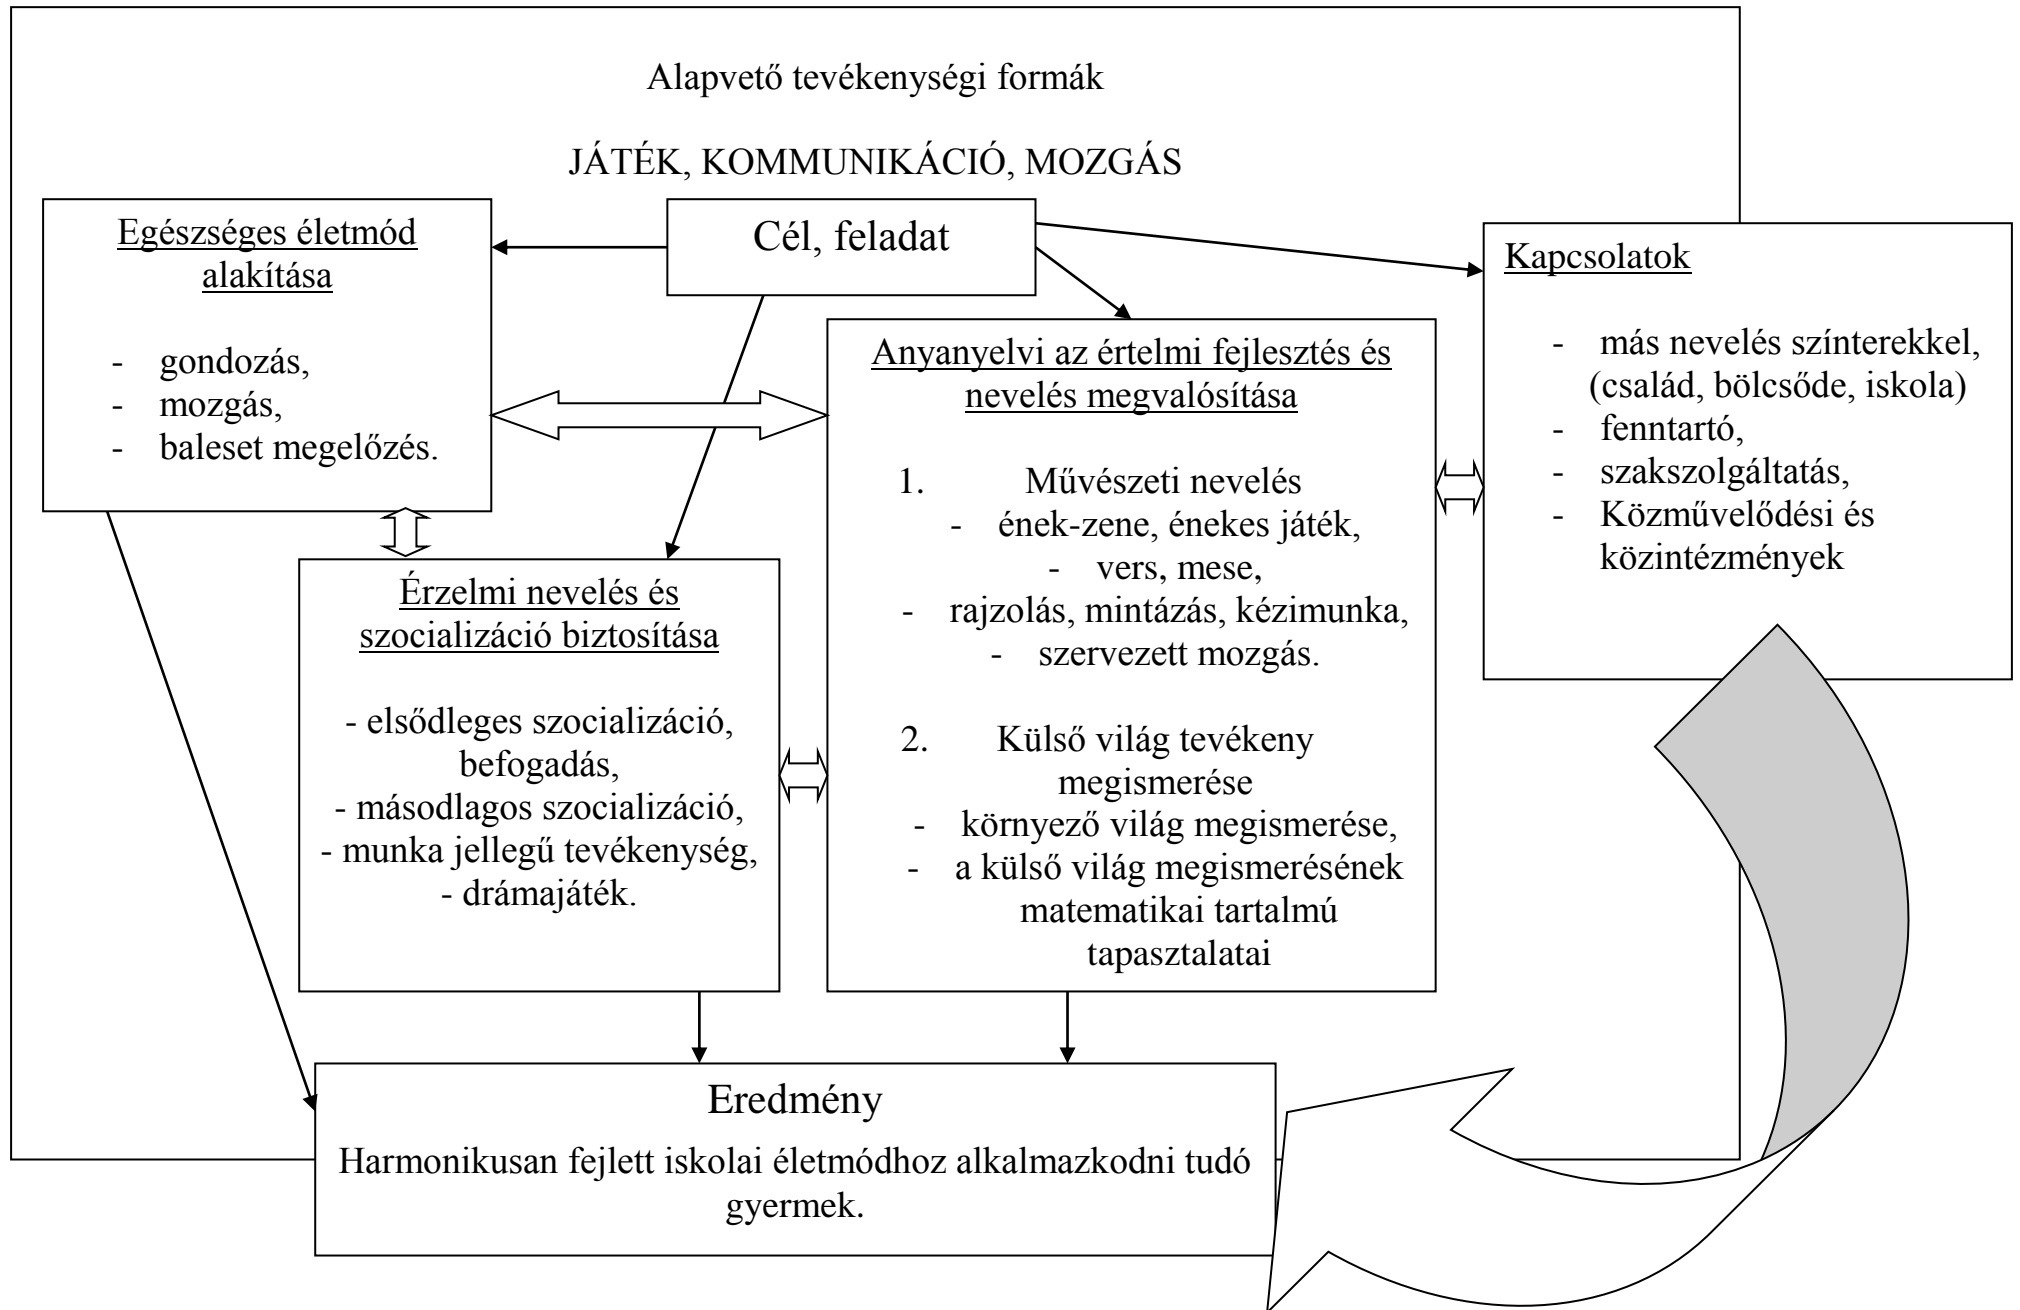 Alapvető tevékenységi formák
JÁTÉK, KOMMUNIKÁCIÓ, MOZGÁS
Egészséges életmód
alakítása
- gondozás,
- mozgás,
- baleset megelőzés.
Cél, feladat
Kapcsolatok
- más nevelés színterekkel,
(család, bölcsőde, iskola)
- fenntartó,
- szakszolgáltatás,
- Közművelődési és
közintézmények
Anyanyelvi az értelmi fejlesztés és
nevelés megvalósítása
1. Művészeti nevelés
- ének-zene, énekes játék,
- vers, mese,
- rajzolás, mintázás, kézimunka,
- szervezett mozgás.
2. Külső világ tevékeny
megismerése
- környező világ megismerése,
- a külső világ megismerésének
matematikai tartalmú
tapasztalatai
Érzelmi nevelés és
szocializáció biztosítása
- elsődleges szocializáció,
befogadás,
- másodlagos szocializáció,
- munka jellegű tevékenység,
- drámajáték.
Eredmény
Harmonikusan fejlett iskolai életmódhoz alkalmazkodni tudó
gyermek.